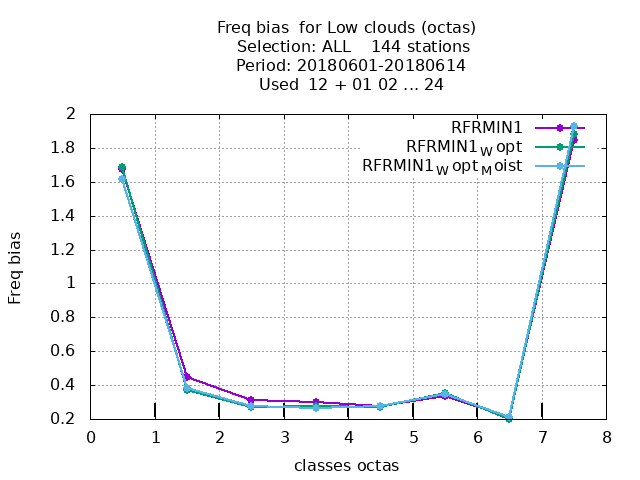 Freq bias  for Low clouds (octas)
Selection: ALL    144 stations
Period: 20180601-20180614
Used  12 + 01 02 ... 24
RFRMIN1
RFRMIN1Wopt
RFRMIN1WoptMoist
2
1.8
1.6
1.4
1.2
1
0.8
0.6
0.4
0.2
Freq bias
0 1 2 3 4 5 6 7 8
classes octas